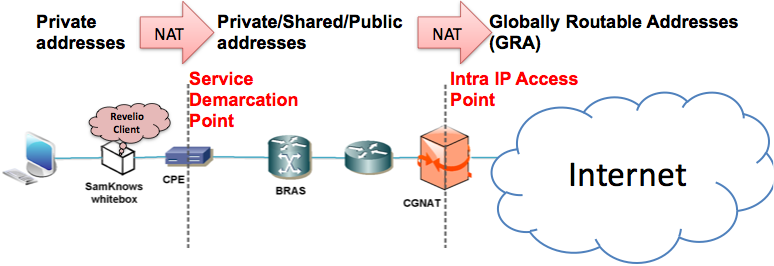 Private
addresses
NAT
Private/Shared/Public
addresses
NAT
Globally Routable Addresses
(GRA)
Service
Demarcation
Point
Intra IP Access
Point
Revelio
Client
SamKnows
whitebox
CPE
BRAS
CGNAT
Internet